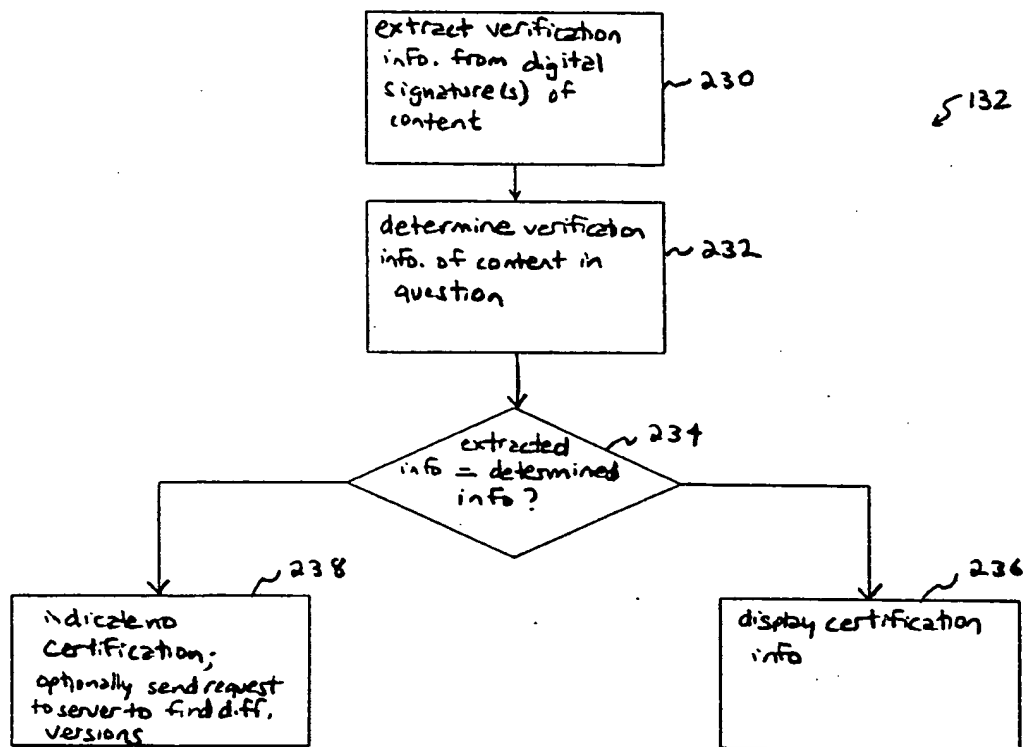 extract verification
info. from digital
signature(s) of
content
230
132
determine verification
info. of content in
question
232
extracted
info = determined
info?
234
238
indicate no
certification;
optionally send request
to server to find diff.
versions
236
display certification
info